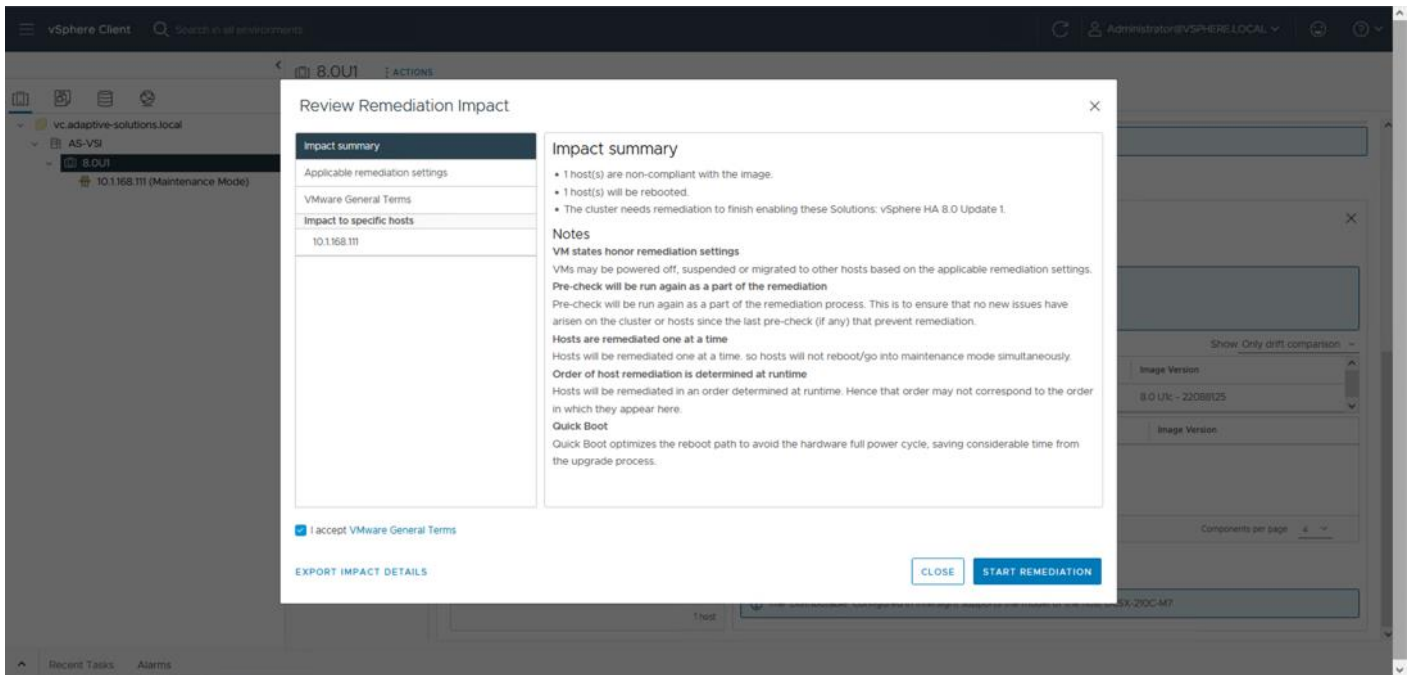 vSphere Client
Search in all environments
Administrator@VSPHERE.LOCAL
8.0U1
ACTIONS
vc.adaptive-solutions.local
AS-VSI
8.0U1
10.1.168.111 (Maintenance Mode)
Review Remediation Impact
Impact summary
Applicable remediation settings
VMware General Terms
Impact to specific hosts
10.1.168.111
Impact summary
• 1 host(s) are non-compliant with the image.
• 1 host(s) will be rebooted.
• The cluster needs remediation to finish enabling these Solutions: vSphere HA 8.0 Update 1.
Notes
VM states honor remediation settings
VMs may be powered off, suspended or migrated to other hosts based on the applicable remediation settings.
Pre-check will be run again as a part of the remediation
Pre-check will be run again as a part of the remediation process. This is to ensure that no new issues have
arisen on the cluster or hosts since the last pre-check (if any) that prevent remediation.
Hosts are remediated one at a time
Hosts will be remediated one at a time. so hosts will not reboot/go into maintenance mode simultaneously.
Order of host remediation is determined at runtime
Hosts will be remediated in an order determined at runtime. Hence that order may not correspond to the order
in which they appear here.
Quick Boot
Quick Boot optimizes the reboot path to avoid the hardware full power cycle, saving considerable time from
the upgrade process.
I accept VMware General Terms
EXPORT IMPACT DETAILS
CLOSE
START REMEDIATION
Show Only drift comparison
Image Version
8.0 U1c - 22088125
Image Version
Components per page 4
1 host
Recent Tasks
Alarms